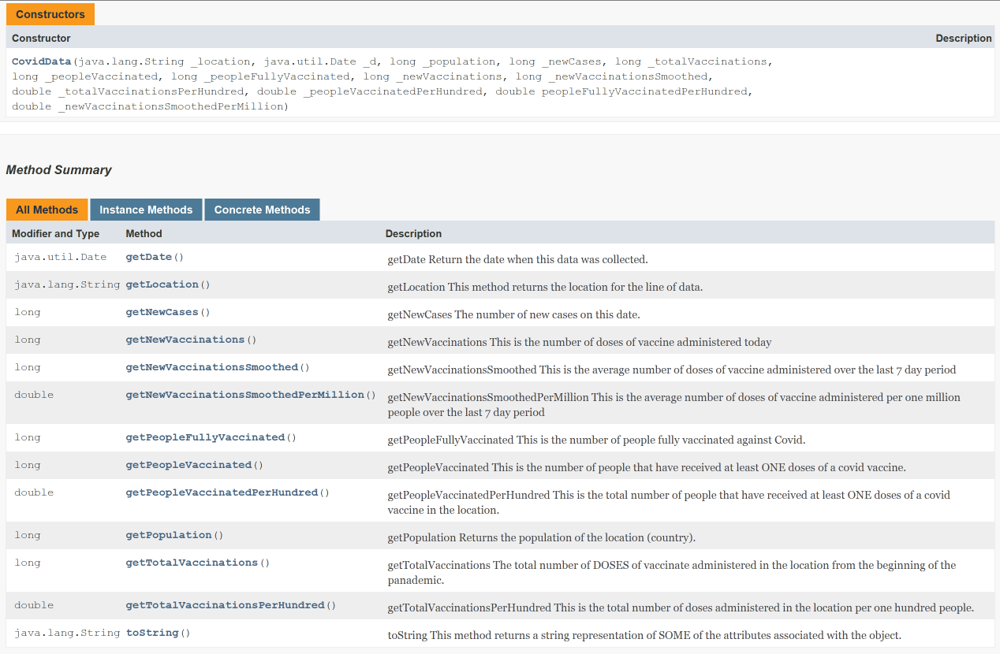 Constructors
Constructor Description
CovidData(java.lang.String _location, java.util.Date _d, long _population, long _newCases, long _totalVaccinations,
long _peopleVaccinated, long _peopleFullyVaccinated, long _newVaccinations, long _newVaccinationsSmoothed,
double _totalVaccinationsPerHundred, double _peopleVaccinatedPerHundred, double peopleFullyVaccinatedPerHundred,
double _newVaccinationsSmoothedPerMillion)
Method Summary
All Methods Instance Methods Concrete Methods
Modifier and Type Method Description
java.util.Date getDate() getDate Return the date when this data was collected.
java.lang.String getLocation() getLocation This method returns the location for the line of data.
long getNewCases() getNewCases The number of new cases on this date.
long getNewVaccinations() getNewVaccinations This is the number of doses of vaccine administered today
long getNewVaccinationsSmoothed() getNewVaccinationsSmoothed This is the average number of doses of vaccine administered over the last 7 day period
double getNewVaccinationsSmoothedPerMillion() getNewVaccinationsSmoothedPerMillion This is the average number of doses of vaccine administered per one million
people over the last 7 day period
long getPeopleFullyVaccinated() getPeopleFullyVaccinated This is the number of people fully vaccinated against Covid.
long getPeopleVaccinated() getPeopleVaccinated This is the number of people that have received at least ONE doses of a covid vaccine.
double getPeopleVaccinatedPerHundred() getPeopleVaccinatedPerHundred This is the total number of people that have received at least ONE doses of a covid
vaccine in the location.
long getPopulation() getPopulation Returns the population of the location (country).
long getTotalVaccinations() getTotalVaccinations The total number of DOSES of vaccinate administered in the location from the beginning of the
panademic.
double getTotalVaccinationsPerHundred() getTotalVaccinationsPerHundred This is the total number of doses administered in the location per one hundred people.
java.lang.String toString() toString This method returns a string representation of SOME of the attributes associated with the object.